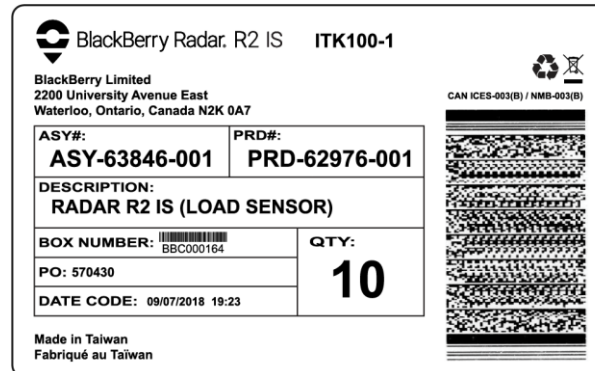 BlackBerry Radar. R2 IS ITK100-1
BlackBerry Limited
2200 University Avenue East
Waterloo, Ontario, Canada N2K 0A7
CAN ICES-003(B) / NMB-003(B)
ASY#:
ASY-63846-001
PRD#:
PRD-62976-001
DESCRIPTION:
RADAR R2 IS (LOAD SENSOR)
BOX NUMBER:
BBC000164
QTY:
10
PO: 570430
DATE CODE: 09/07/2018 19:23
Made in Taiwan
Fabriqué au Taïwan